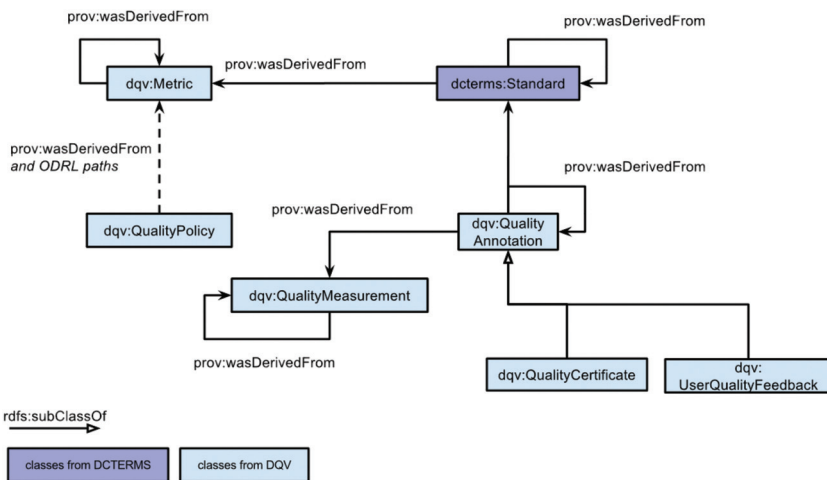 prov:wasDerivedFrom
prov:wasDerivedFrom
prov:wasDerivedFrom
dqv:Metric
dcterms:Standard
prov:wasDerivedFrom
and ODRL paths
prov:wasDerivedFrom
prov:wasDerivedFrom
dqv:QualityPolicy
dqv:Quality
Annotation
dqv:QualityMeasurement
prov:wasDerivedFrom
dqv:QualityCertificate
dqv:
UserQualityFeedback
rdfs:subClassOf
classes from DCTERMS
classes from DQV